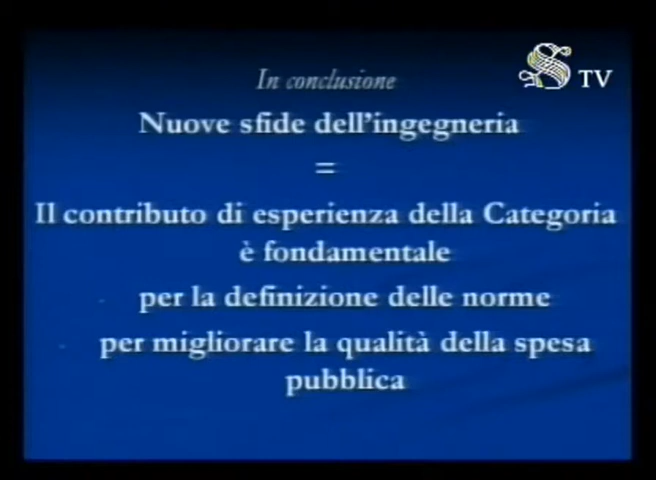 In conclusione
S TV
Nuove sfide dell'ingegneria
=
Il contributo di esperienza della Categoria
è fondamentale
- per la definizione delle norme
- per migliorare la qualità della spesa
pubblica